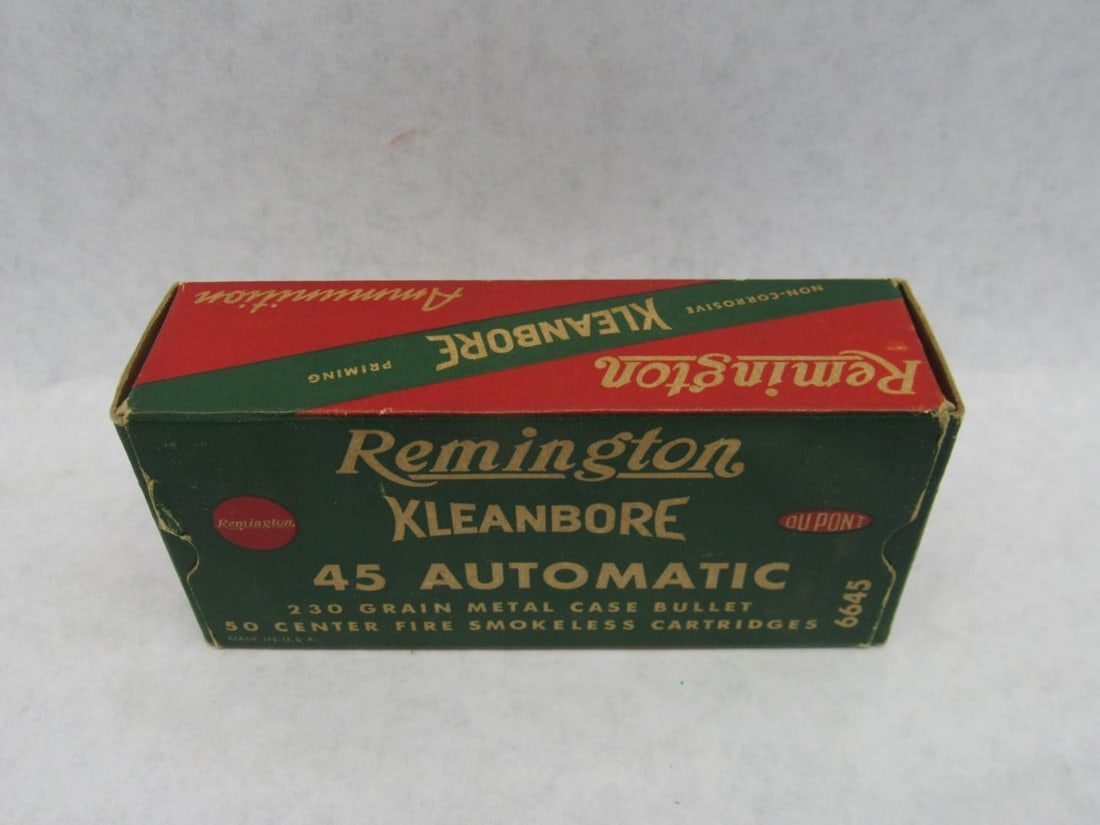 Ammunition
NON-CORROSIVE KLEANBORE PRIMING
Remington
Remington
KLEANBORE
Remington
DU PONT
45 AUTOMATIC
230 GRAIN METAL CASE BULLET
50 CENTER FIRE SMOKELESS CARTRIDGES
6645
MADE IN U.S.A.